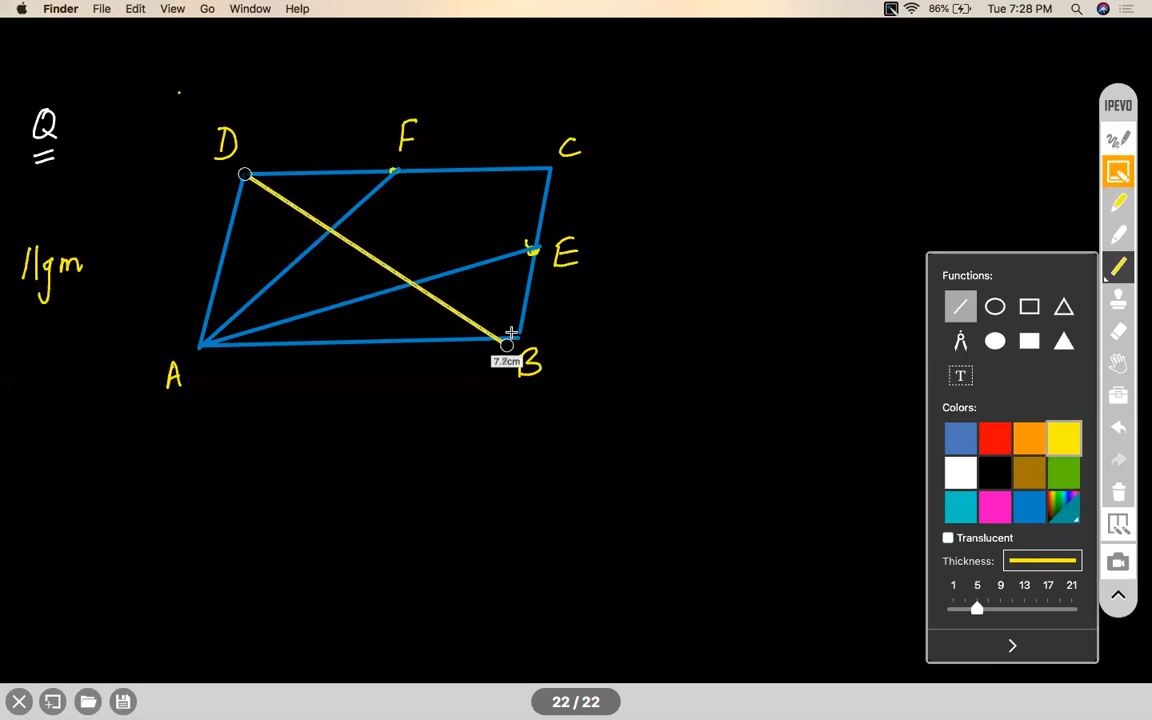 Finder File Edit View Go Window Help 86% Tue 7:28 PM
Q
D F C
||gm
E
A
B
7.2cm
IPEVO
Functions:
T
Colors:
Translucent
Thickness:
1 5 9 13 17 21
22 / 22